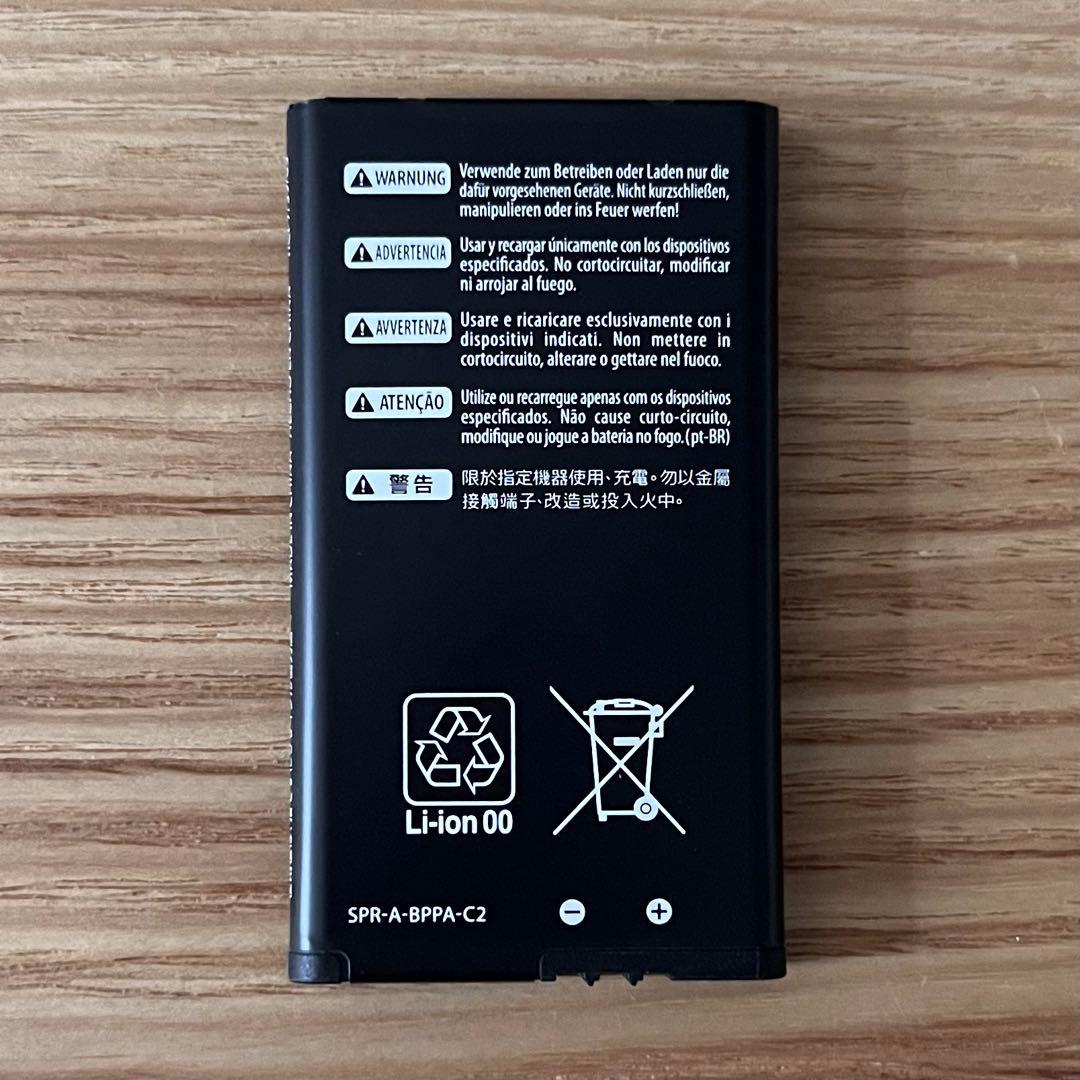 WARNUNG
Verwende zum Betreiben oder Laden nur die
dafür vorgesehenen Geräte. Nicht kurzschließen,
manipulieren oder ins Feuer werfen!
ADVERTENCIA
Usar y recargar únicamente con los dispositivos
especificados. No cortocircuitar, modificar
ni arrojar al fuego.
AVVERTENZA
Usare e ricaricare esclusivamente con i
dispositivi indicati. Non mettere in
cortocircuito, alterare o gettare nel fuoco.
ATENÇÃO
Utilize ou recarregue apenas com os dispositivos
especificados. Não cause curto-circuito,
modifique ou jogue a bateria no fogo.(pt-BR)
警告
限於指定機器使用、充電。勿以金屬
接觸端子、改造或投入火中。
Li-ion 00
SPR-A-BPPA-C2
− +